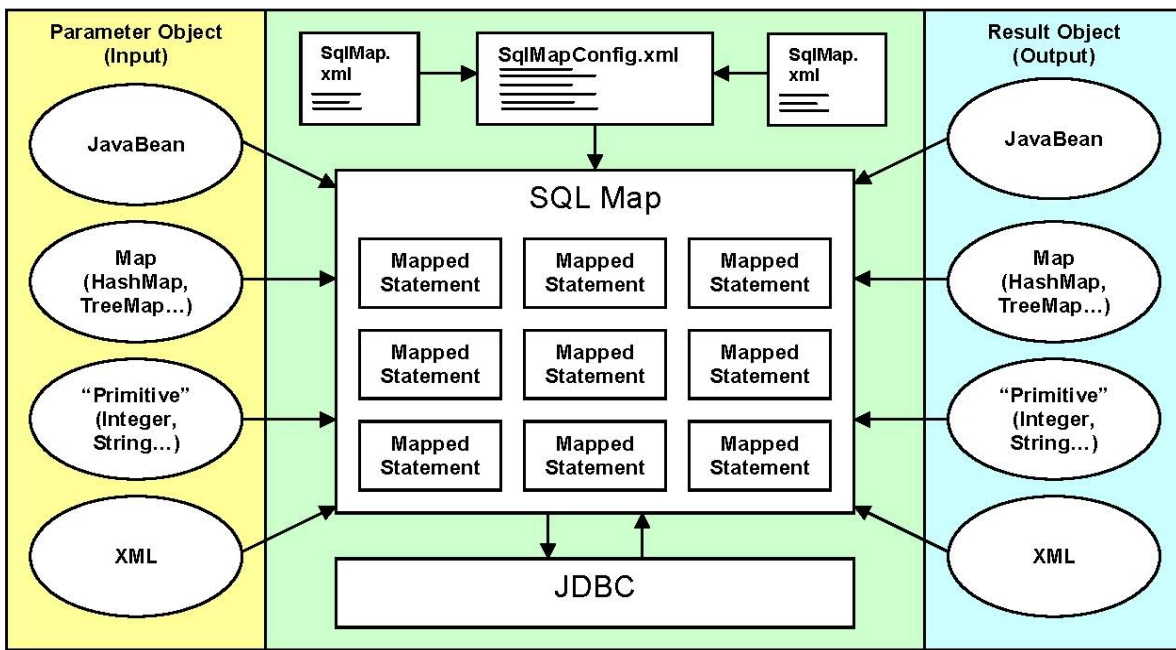 Parameter Object
(Input)
JavaBean
Map
(HashMap,
TreeMap…)
“Primitive”
(Integer,
String…)
XML
SqlMap.
xml
SqlMapConfig.xml
SqlMap.
xml
SQL Map
Mapped
Statement
Mapped
Statement
Mapped
Statement
Mapped
Statement
Mapped
Statement
Mapped
Statement
Mapped
Statement
Mapped
Statement
Mapped
Statement
JDBC
Result Object
(Output)
JavaBean
Map
(HashMap,
TreeMap…)
“Primitive”
(Integer,
String…)
XML